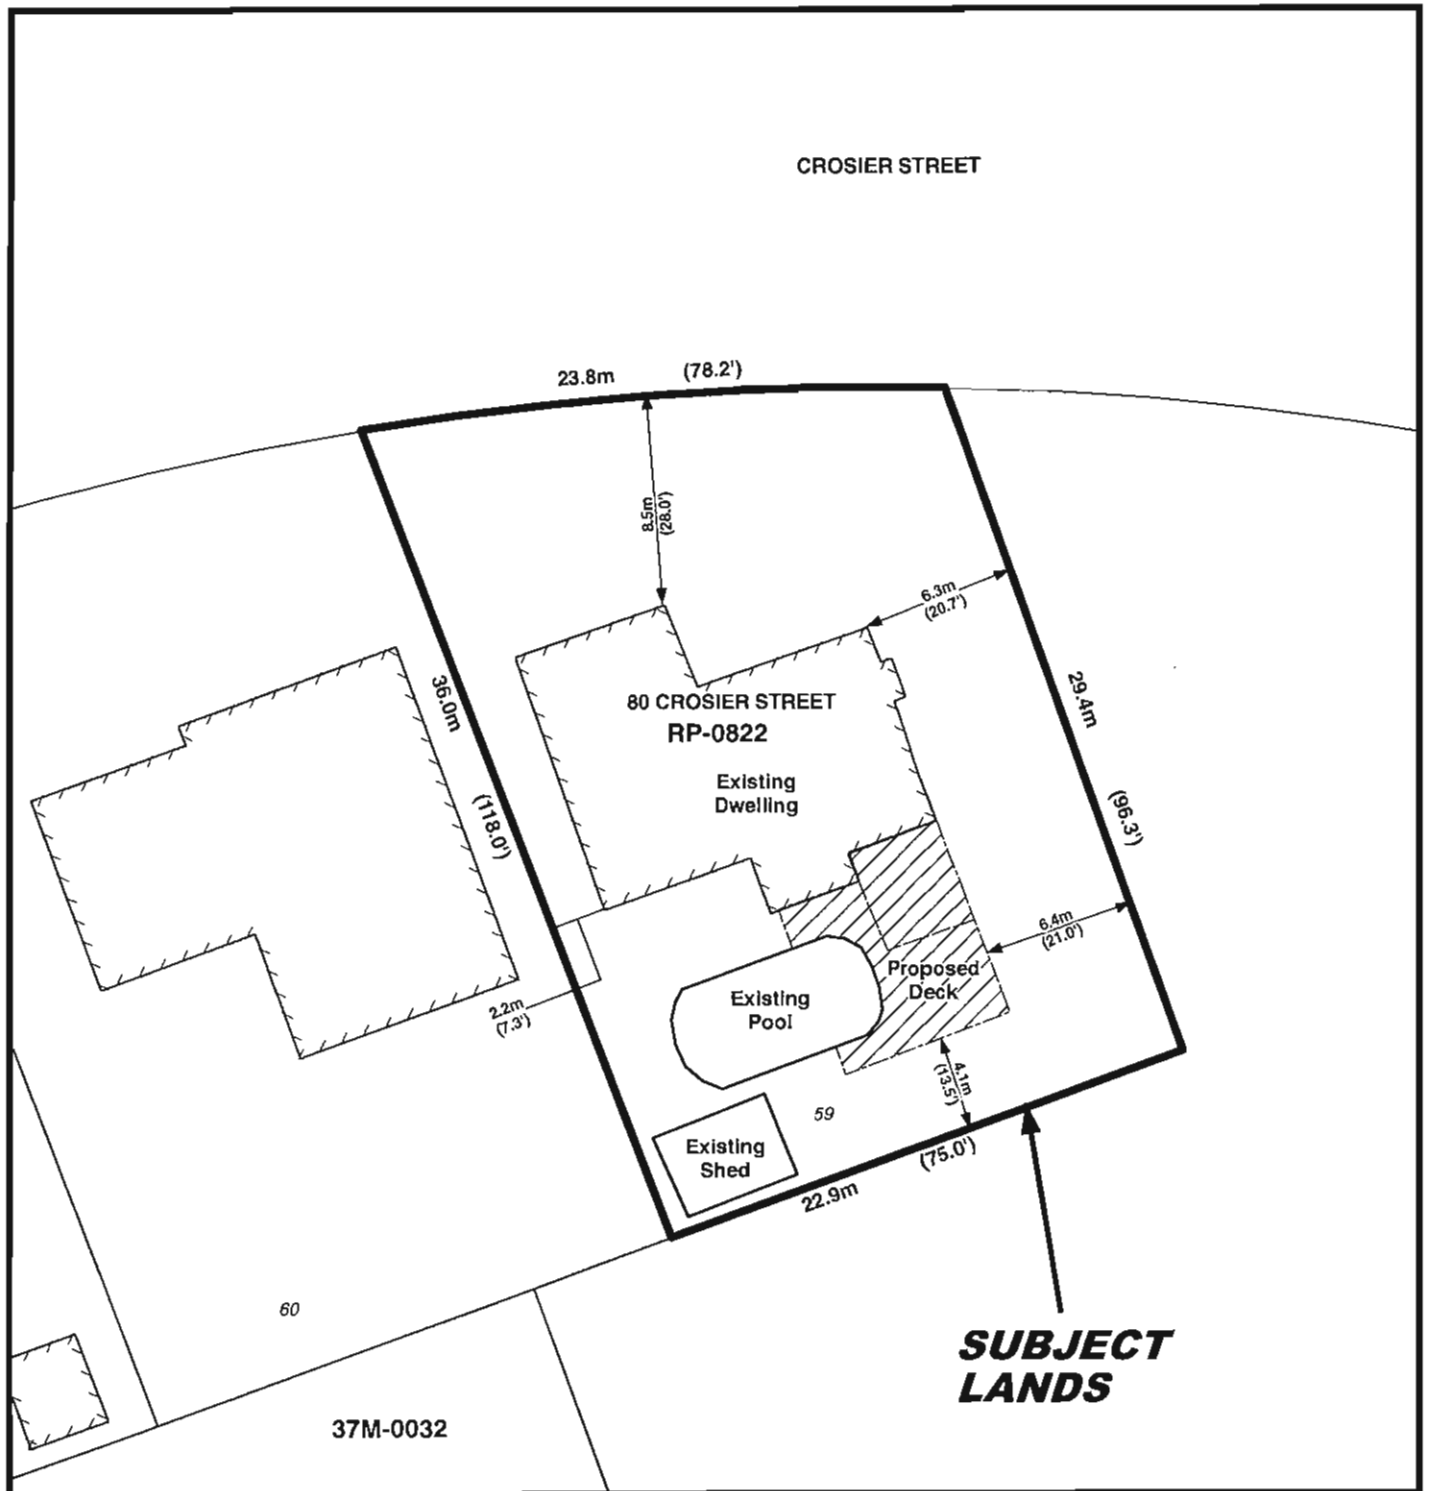 CROSIER STREET
23.8m (78.2')
8.5m
(28.0')
6.3m
(20.7')
36.0m
(118.0')
29.4m
(96.3')
80 CROSIER STREET
RP-0822
Existing
Dwelling
6.4m
(21.0')
Proposed
Deck
Existing
Pool
2.2m
(7.3')
4.1m
(13.5')
59
Existing
Shed
22.9m
(75.0')
60
SUBJECT
LANDS
37M-0032